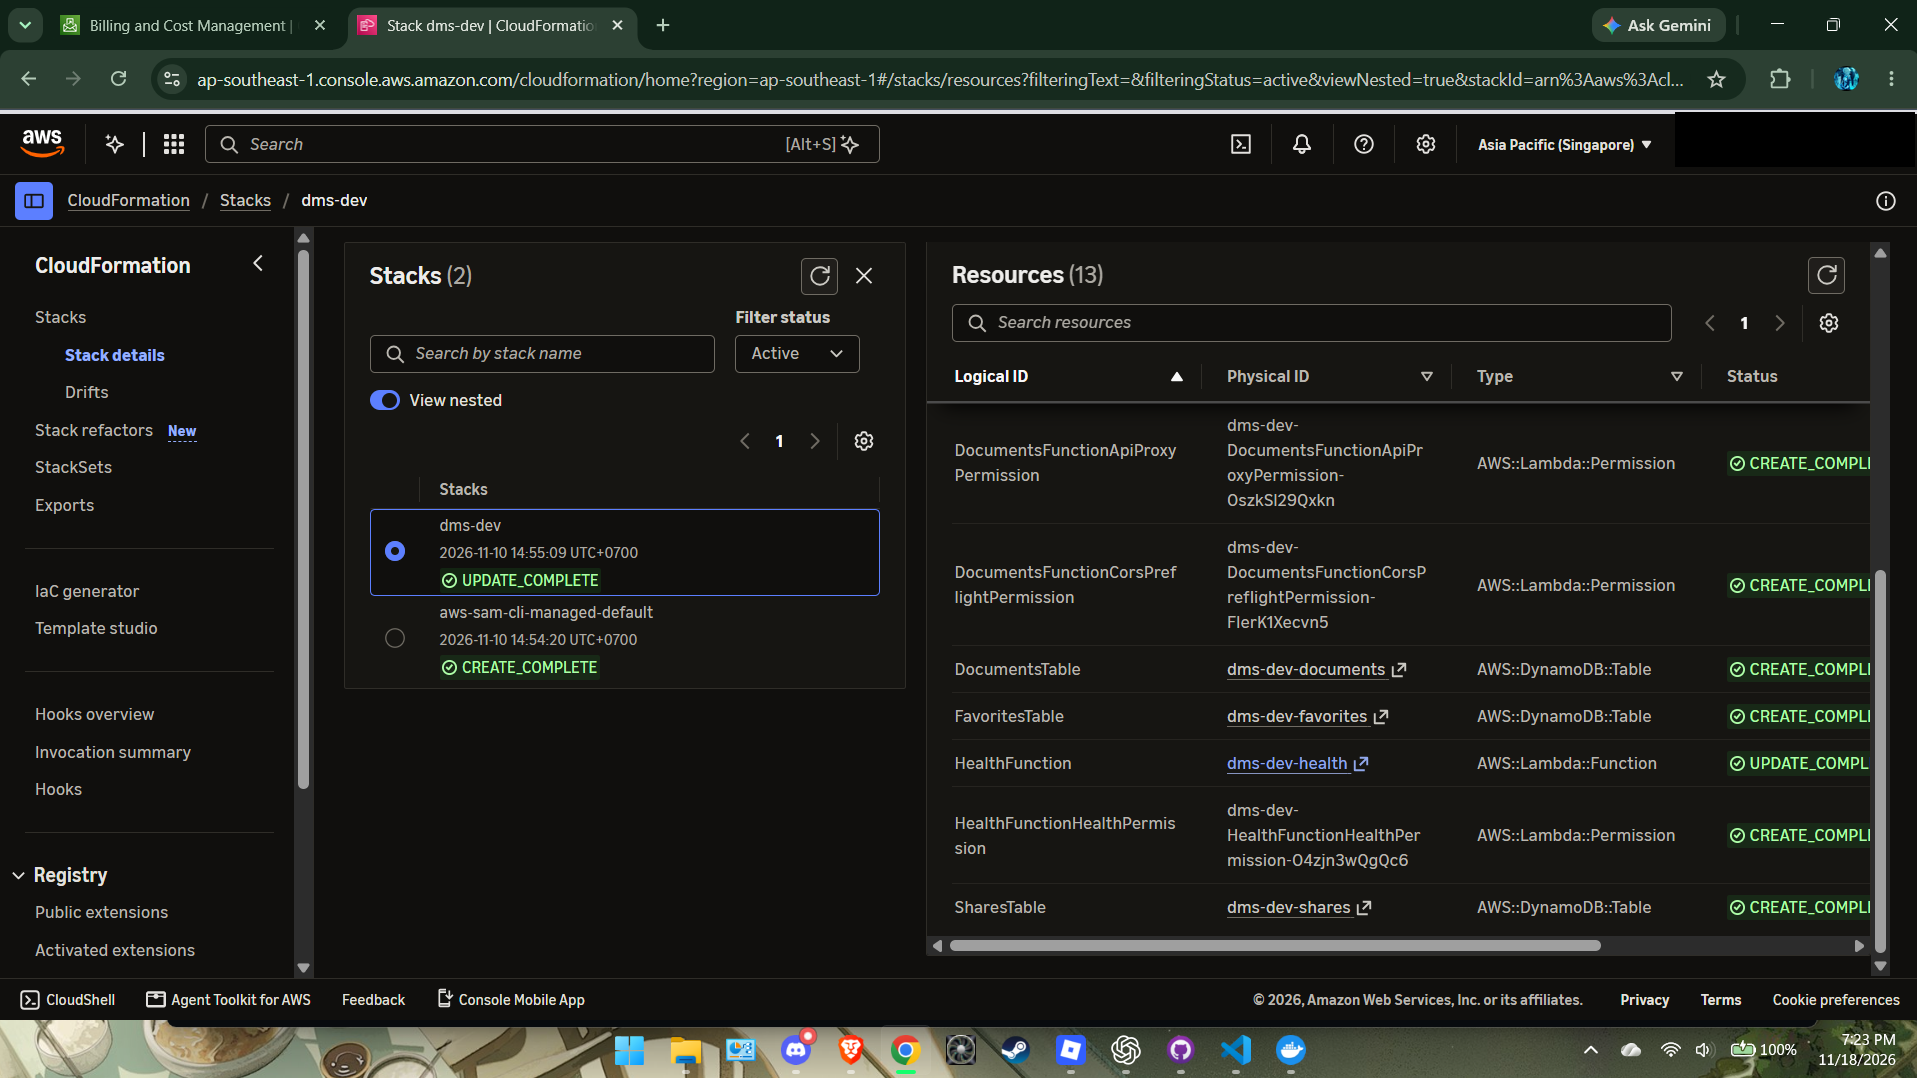 Billing and Cost Management |
Stack dms-dev | CloudFormatio
Ask Gemini
ap-southeast-1.console.aws.amazon.com/cloudformation/home?region=ap-southeast-1#/stacks/resources?filteringText=&filteringStatus=active&viewNested=true&stackId=arn%3Aaws%3Acl...
aws
Search
[Alt+S]
Asia Pacific (Singapore)
CloudFormation / Stacks / dms-dev
CloudFormation
Stacks
Stack details
Drifts
Stack refactors New
StackSets
Exports
IaC generator
Template studio
Hooks overview
Invocation summary
Hooks
Registry
Public extensions
Activated extensions
Stacks (2)
Filter status
Search by stack name
Active
View nested
1
Stacks
dms-dev
2026-11-10 14:55:09 UTC+0700
UPDATE_COMPLETE
aws-sam-cli-managed-default
2026-11-10 14:54:20 UTC+0700
CREATE_COMPLETE
Resources (13)
Search resources
1
Logical ID Physical ID Type Status
DocumentsFunctionApiProxy
Permission
dms-dev-
DocumentsFunctionApiPr
oxyPermission-
OszkSl29Qxkn
AWS::Lambda::Permission
CREATE_COMPL
DocumentsFunctionCorsPref
lightPermission
dms-dev-
DocumentsFunctionCorsP
reflightPermission-
FIerK1Xecvn5
AWS::Lambda::Permission
CREATE_COMPL
DocumentsTable dms-dev-documents AWS::DynamoDB::Table CREATE_COMPL
FavoritesTable dms-dev-favorites AWS::DynamoDB::Table CREATE_COMPL
HealthFunction dms-dev-health AWS::Lambda::Function UPDATE_COMPL
HealthFunctionHealthPermis
sion
dms-dev-
HealthFunctionHealthPer
mission-O4zjn3wQgQc6
AWS::Lambda::Permission
CREATE_COMPL
SharesTable dms-dev-shares AWS::DynamoDB::Table CREATE_COMPL
CloudShell
Agent Toolkit for AWS
Feedback
Console Mobile App
© 2026, Amazon Web Services, Inc. or its affiliates.
Privacy
Terms
Cookie preferences
100%
7:23 PM
11/18/2026